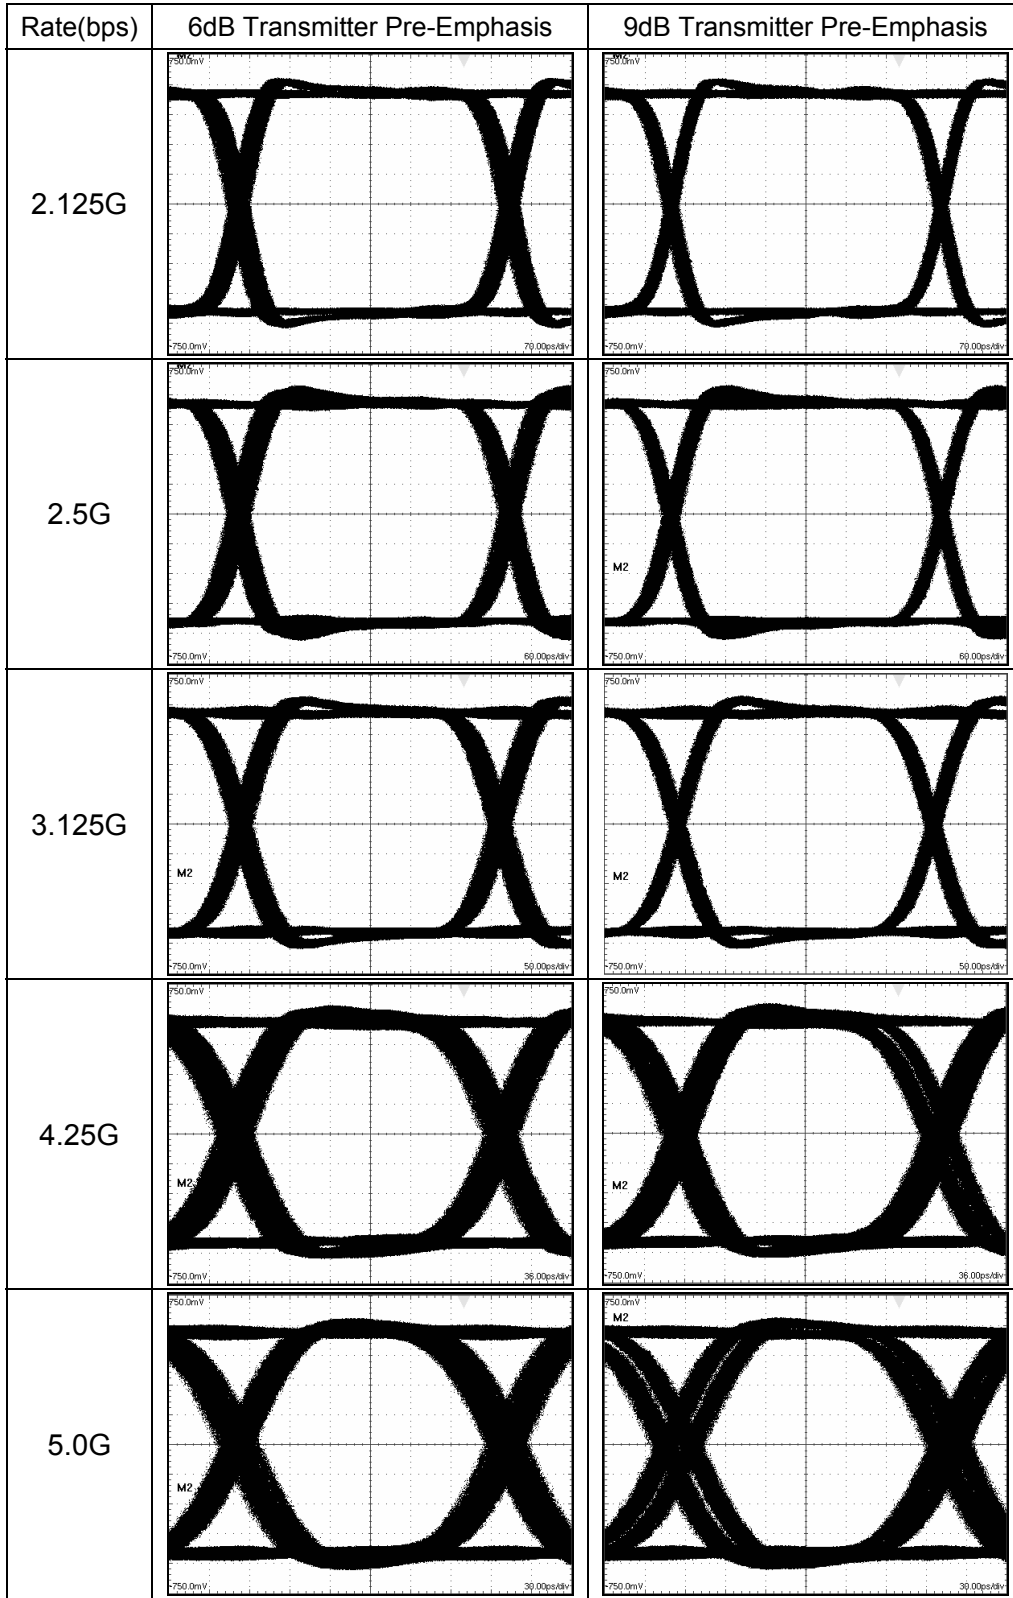 Rate(bps) 6dB Transmitter Pre-Emphasis 9dB Transmitter Pre-Emphasis
M2 M2
750.0mV 750.0mV
2.125G
-750.0mV 70.00ps/div -750.0mV 70.00ps/div
M2
750.0mV 750.0mV
2.5G
M2
-750.0mV 60.00ps/div -750.0mV 60.00ps/div
750.0mV 750.0mV
3.125G
M2 M2
-750.0mV 50.00ps/div -750.0mV 50.00ps/div
750.0mV 750.0mV
4.25G
M2 M2
-750.0mV 36.00ps/div -750.0mV 36.00ps/div
750.0mV 750.0mV
M2
5.0G
M2
-750.0mV 30.00ps/div -750.0mV 30.00ps/div